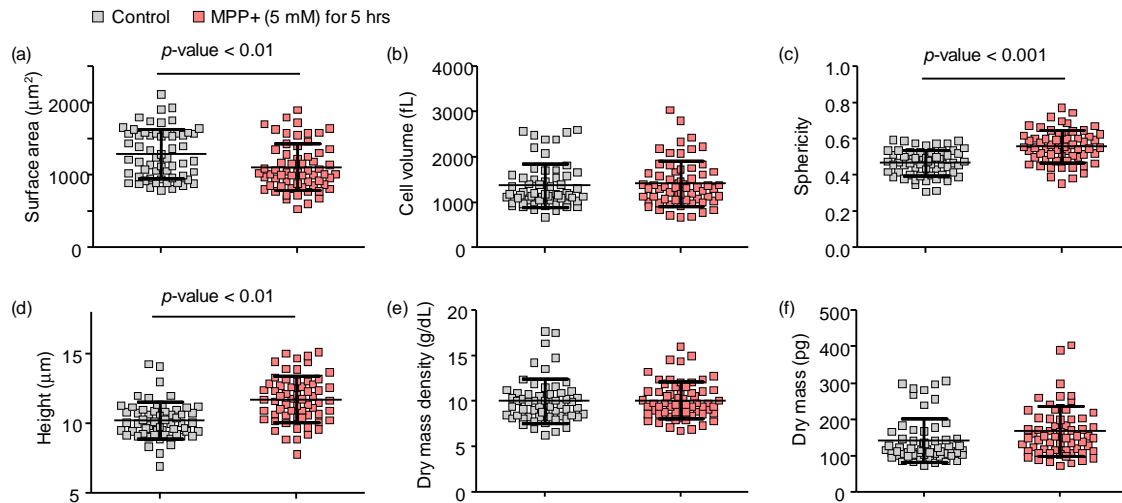 Control MPP+ (5 mM) for 5 hrs
(a) p-value < 0.01
Surface area (μm²)
2000
1000
0
(b)
Cell volume (fL)
4000
3000
2000
1000
0
(c) p-value < 0.001
Sphericity
1.0
0.8
0.6
0.4
0.2
0.0
(d) p-value < 0.01
Height (μm)
15
10
5
(e)
Dry mass density (g/dL)
20
15
10
5
0
(f)
Dry mass (pg)
500
400
300
200
100
0